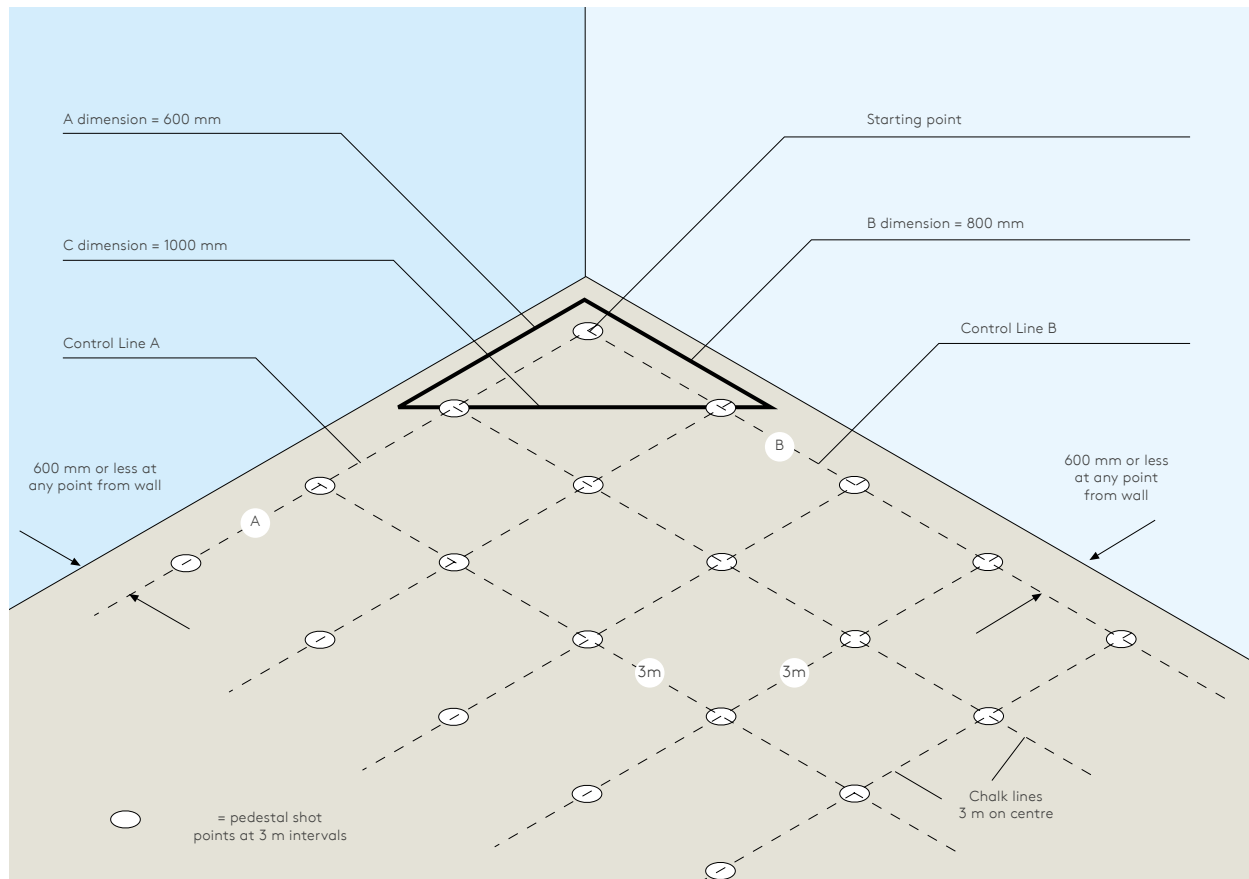 A dimension = 600 mm
Starting point
C dimension = 1000 mm
B dimension = 800 mm
Control Line A
Control Line B
600 mm or less at
any point from wall
600 mm or less
at any point
from wall
B
A
3m
3m
Chalk lines
3 m on centre
= pedestal shot
points at 3 m intervals